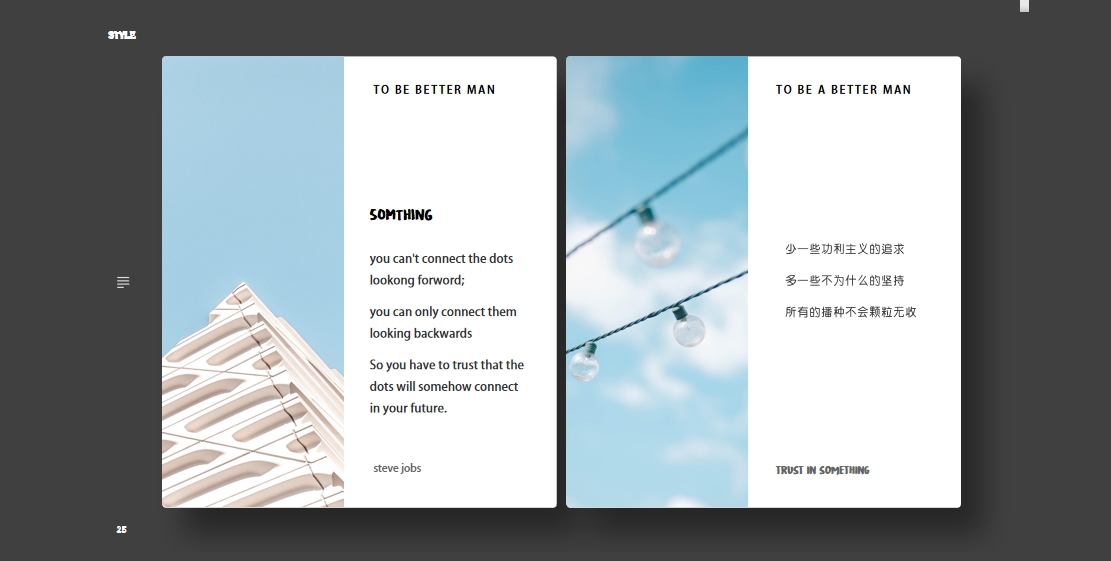 STYLE
TO BE BETTER MAN
SOMTHING
you can't connect the dots
lookong forword;
you can only connect them
looking backwards
So you have to trust that the
dots will somehow connect
in your future.
steve jobs
TO BE A BETTER MAN
少一些功利主义的追求
多一些不为什么的坚持
所有的播种不会颗粒无收
TRUST IN SOMETHING
25